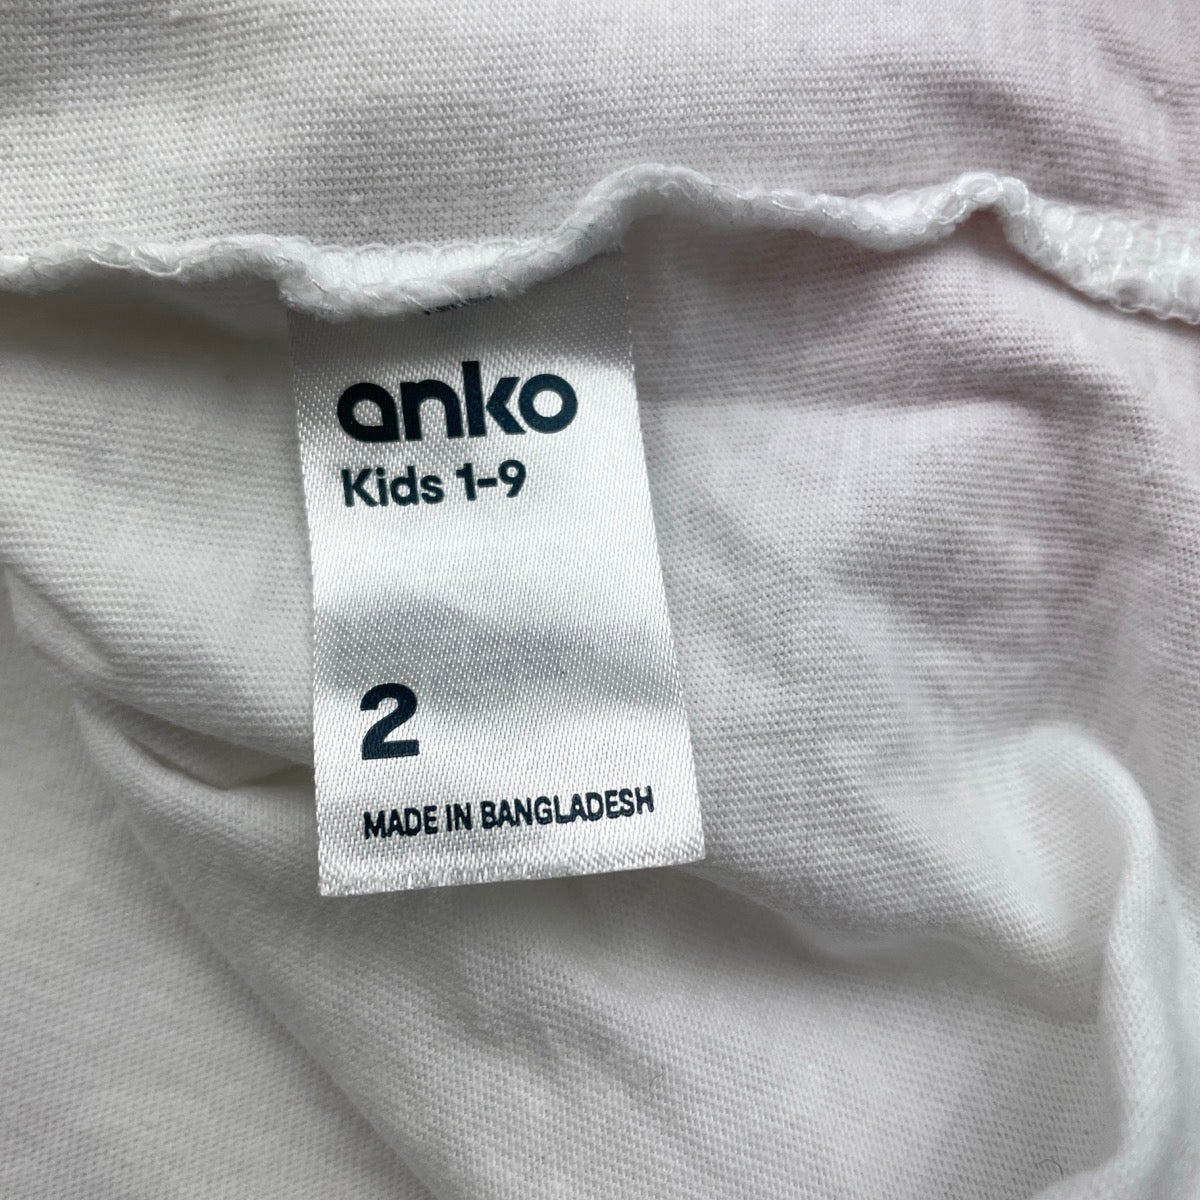 anko
Kids 1-9
2
MADE IN BANGLADESH